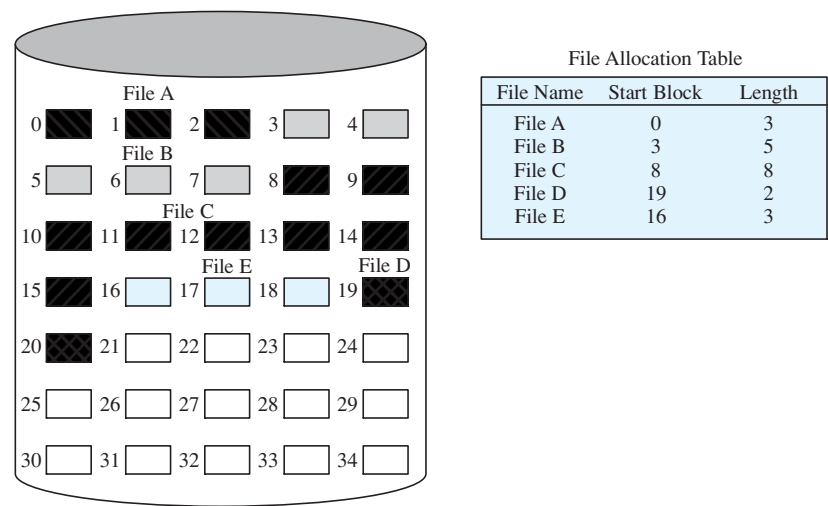 File Allocation Table
File Name Start Block Length
File A 0 3
File B 3 5
File C 8 8
File D 19 2
File E 16 3
File A
0 1 2 3 4
File B
5 6 7 8 9
File C
10 11 12 13 14
File E File D
15 16 17 18 19
20 21 22 23 24
25 26 27 28 29
30 31 32 33 34